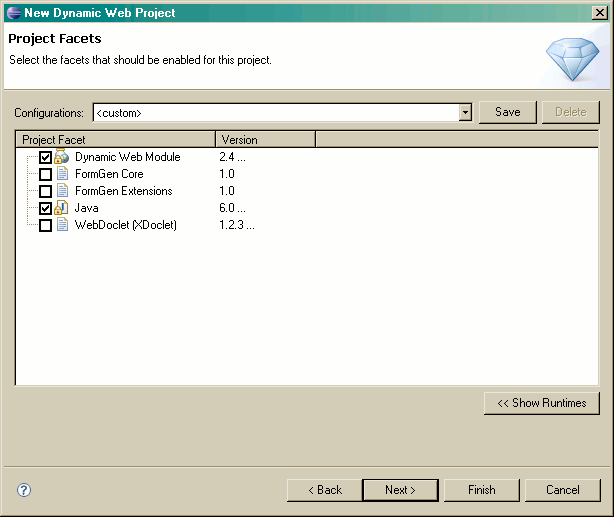 New Dynamic Web Project
Project Facets
Select the facets that should be enabled for this project.
Configurations: <custom> Save Delete
Project Facet Version
Dynamic Web Module 2.4 ...
FormGen Core 1.0
FormGen Extensions 1.0
Java 6.0 ...
WebDoclet (XDoclet) 1.2.3 ...
<< Show Runtimes
? < Back Next > Finish Cancel